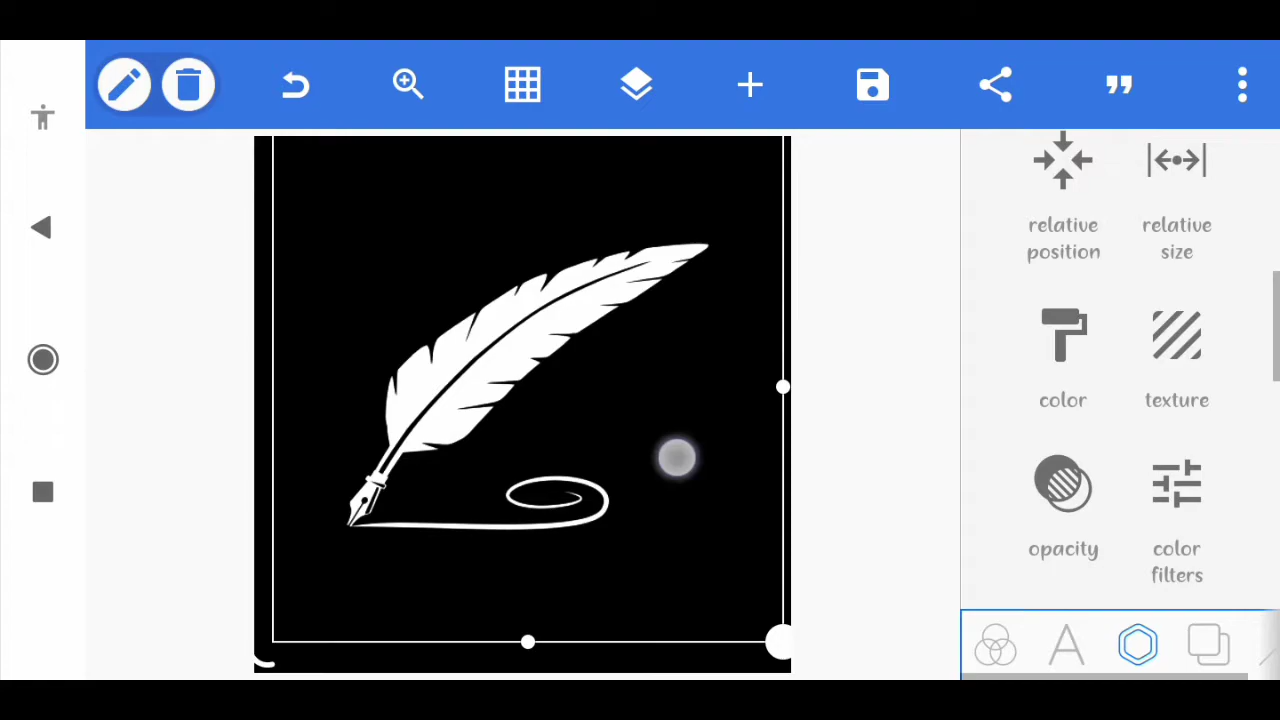 relative position
relative size
color
texture
opacity
color filters